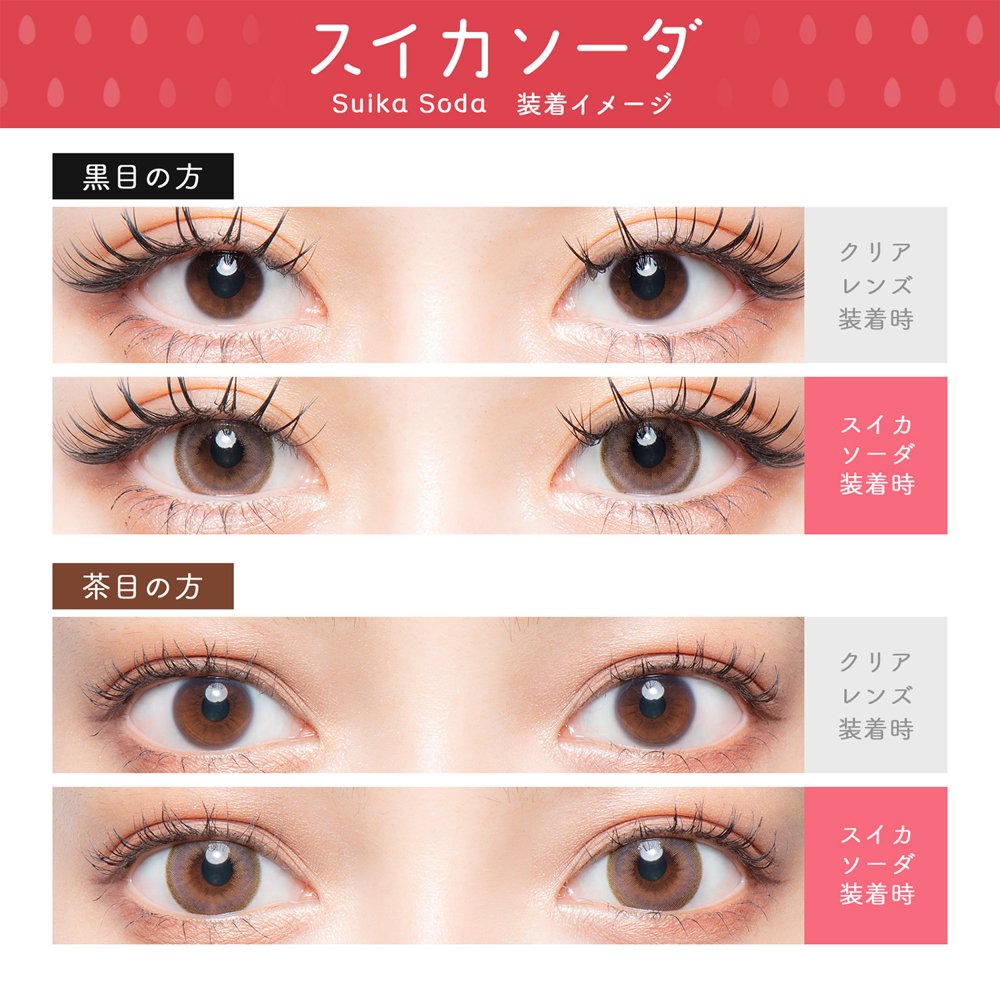 スイカソーダ
Suika Soda 装着イメージ
黒目の方
クリア
レンズ
装着時
スイカ
ソーダ
装着時
茶目の方
クリア
レンズ
装着時
スイカ
ソーダ
装着時